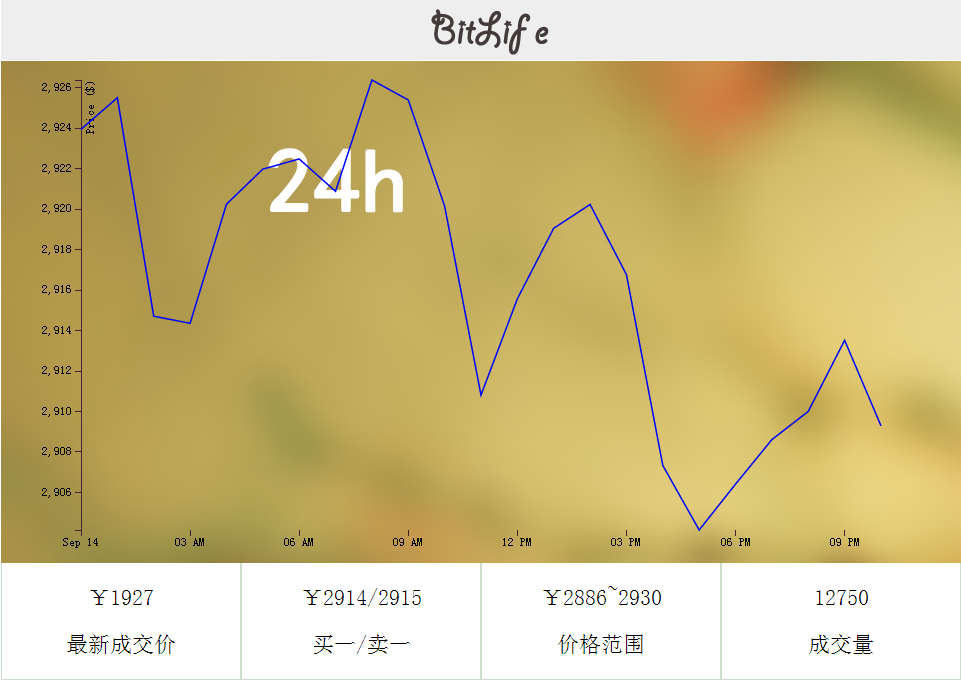 BitLife
24h
Price ($)
2,926
2,924
2,922
2,920
2,918
2,916
2,914
2,912
2,910
2,908
2,906
Sep 14
03 AM
06 AM
09 AM
12 PM
03 PM
06 PM
09 PM
￥1927
最新成交价
￥2914/2915
买一/卖一
￥2886~2930
价格范围
12750
成交量